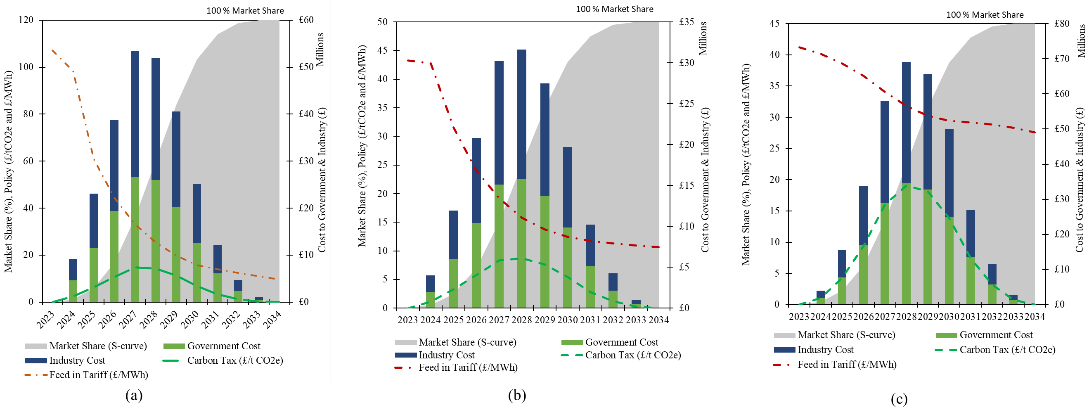 100 % Market Share
Market Share (%), Policy (£/tCO2e and £/MWh)
120
100
80
60
40
20
0
£60
£50
£40
£30
£20
£10
£0
Millions
Cost to Government & Industry (£)
2023 2024 2025 2026 2027 2028 2029 2030 2031 2032 2033 2034
Market Share (S-curve)
Government Cost
Industry Cost
Carbon Tax (£/t CO2e)
Feed in Tariff (£/MWh)
(a)
100 % Market Share
Market Share (%), Policy (£/tCO2e and £/MWh)
50
45
40
35
30
25
20
15
10
5
0
£35
£30
£25
£20
£15
£10
£5
£0
Millions
Cost to Government & Industry (£)
2023 2024 2025 2026 2027 2028 2029 2030 2031 2032 2033 2034
Market Share (S-curve)
Government Cost
Industry Cost
Carbon Tax (£/t CO2e)
Feed in Tariff (£/MWh)
(b)
100 % Market Share
Market Share (%), Policy (£/tCO2e and £/MWh)
45
40
35
30
25
20
15
10
5
0
£80
£70
£60
£50
£40
£30
£20
£10
£0
Millions
Cost to Government & Industry (£)
2023 2024 2025 2026 2027 2028 2029 2030 2031 2032 2033 2034
Market Share (S-curve)
Government Cost
Industry Cost
Carbon Tax (£/t CO2e)
Feed in Tariff (£/MWh)
(c)